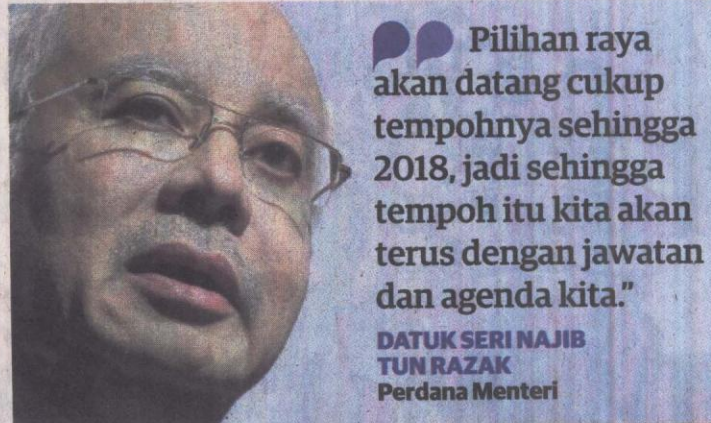 Pilihan raya
akan datang cukup
tempohnya sehingga
2018, jadi sehingga
tempoh itu kita akan
terus dengan jawatan
dan agenda kita."
DATUK SERI NAJIB
TUN RAZAK
Perdana Menteri